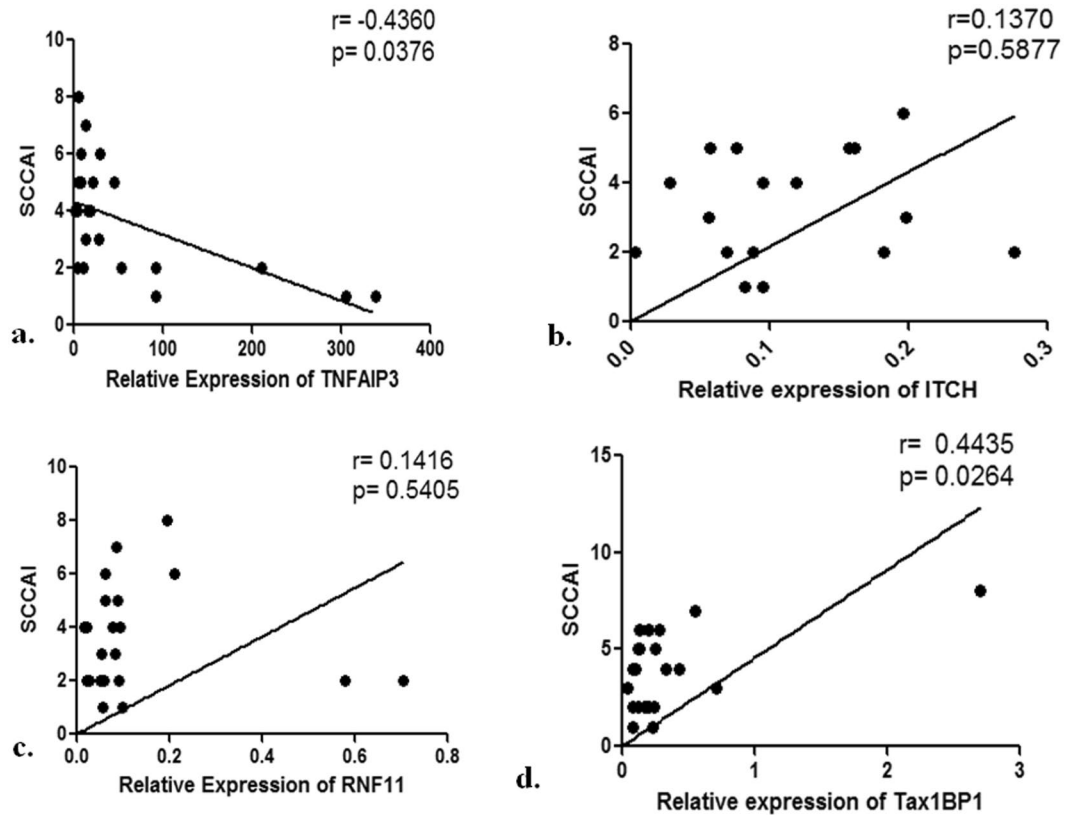 r= -0.4360
p= 0.0376
10
8
6
4
2
0
SCCAI
0 100 200 300 400
Relative Expression of TNFAIP3
a.
r=0.1370
p=0.5877
8
6
4
2
0
SCCAI
0.0 0.1 0.2 0.3
Relative expression of ITCH
b.
r= 0.1416
p= 0.5405
10
8
6
4
2
0
SCCAI
0.0 0.2 0.4 0.6 0.8
Relative Expression of RNF11
c.
r= 0.4435
p= 0.0264
15
10
5
0
SCCAI
0 1 2 3
Relative expression of Tax1BP1
d.